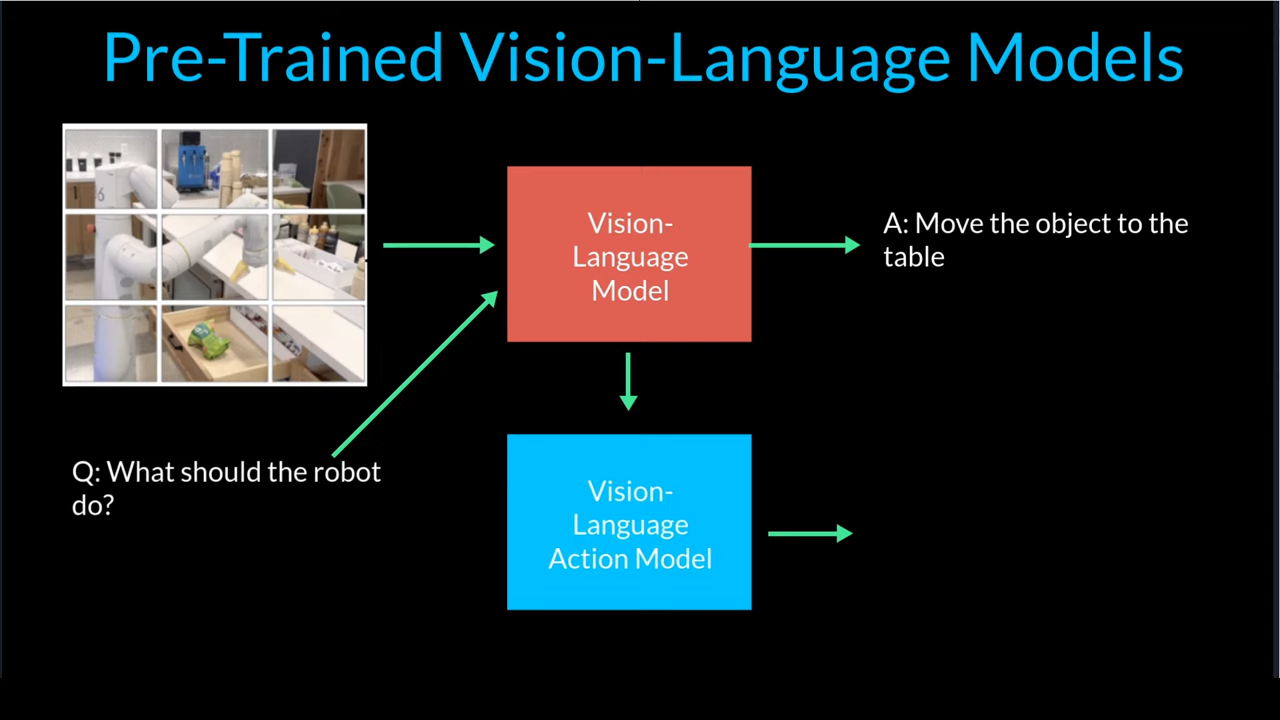 Pre-Trained Vision-Language Models
Vision-
Language
Model
A: Move the object to the
table
Q: What should the robot
do?
Vision-
Language
Action Model